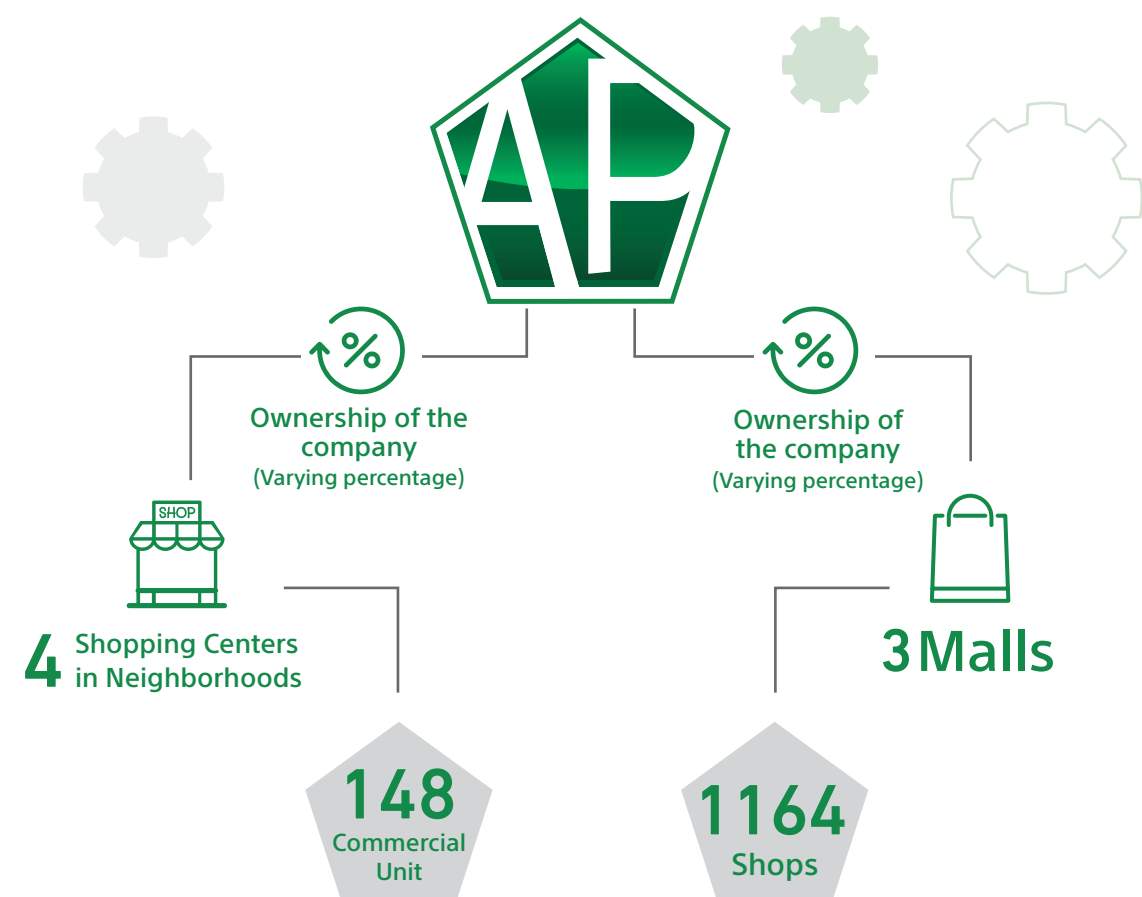 AP
%
%
Ownership of the
company
(Varying percentage)
Ownership of
the company
(Varying percentage)
SHOP
4 Shopping Centers
in Neighborhoods
3 Malls
148
Commercial
Unit
1164
Shops